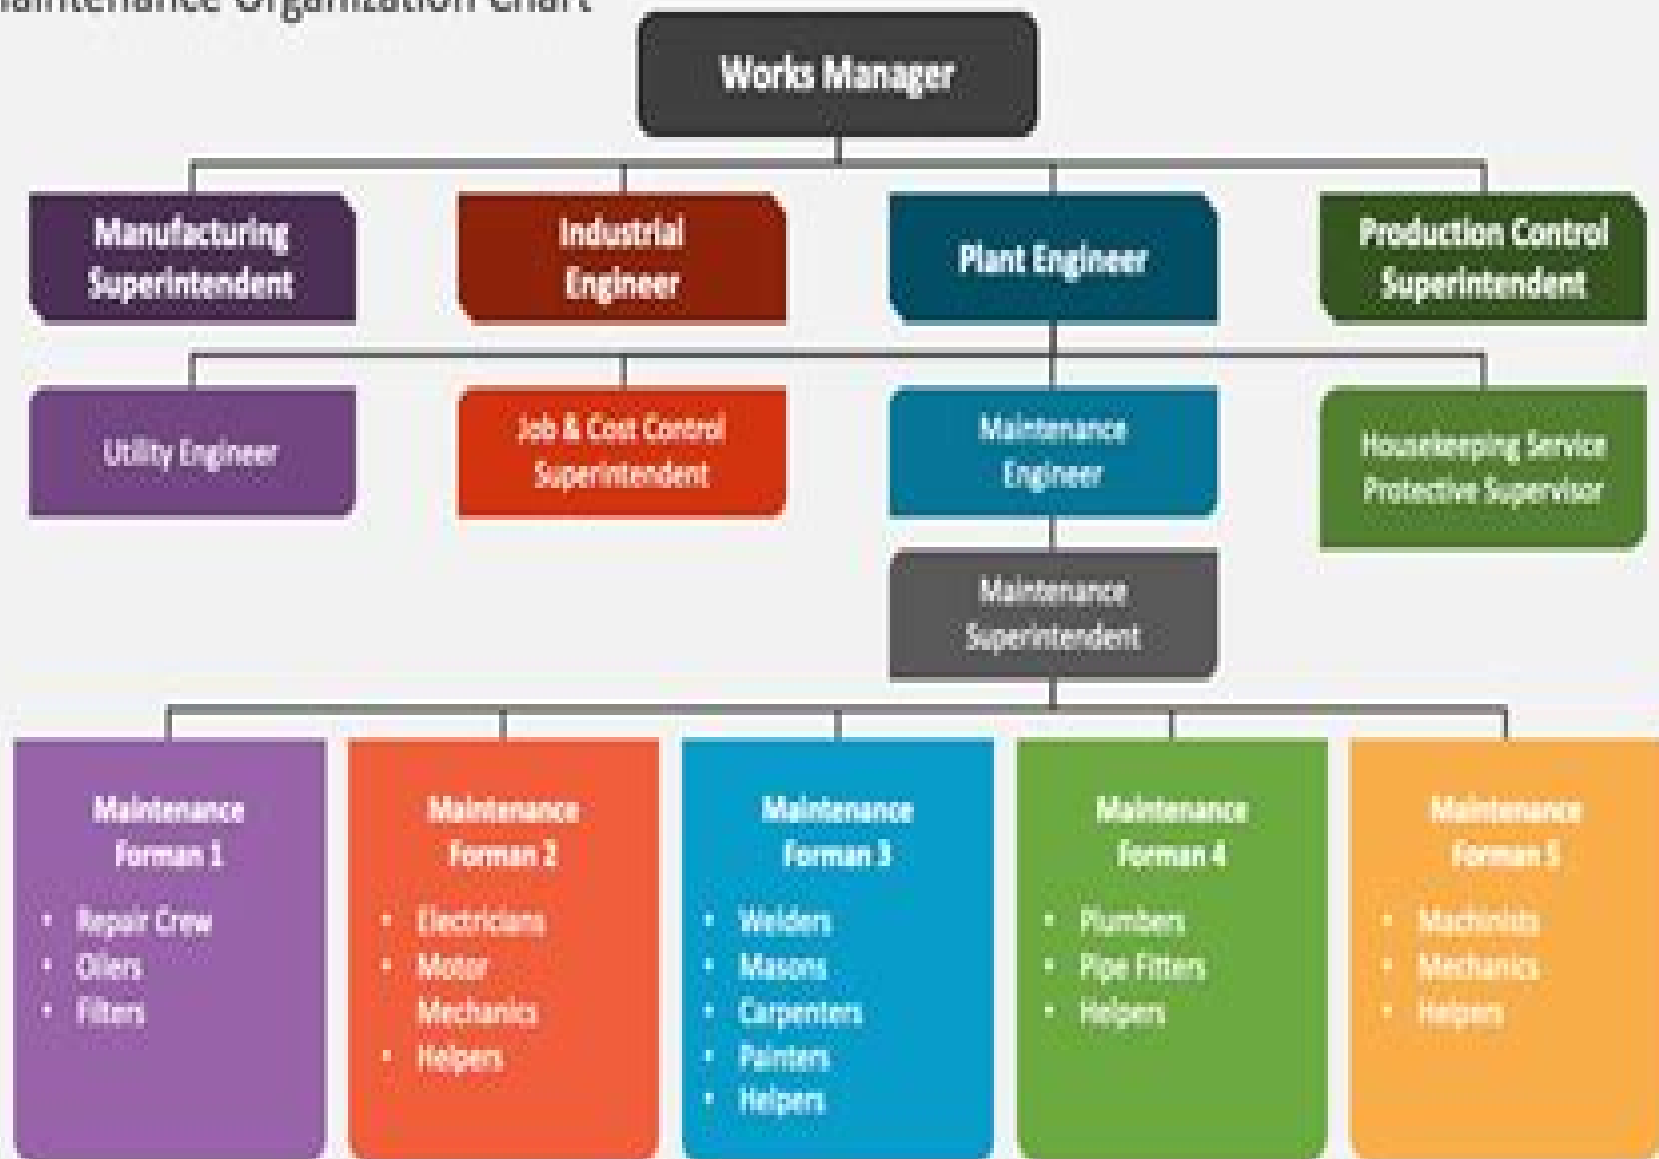 Organization Chart
Works Manager
Manufacturing
Superintendent
Industrial
Engineer
Plant Engineer
Production Control
Superintendent
Utility Engineer
Job & Cost Control
Superintendent
Maintenance
Engineer
Housekeeping Service
Protective Supervisor
Maintenance
Superintendent
Maintenance
Forman 1
• Repair Crew
• Oilers
• Filters
Maintenance
Forman 2
• Electricians
• Motor
Mechanics
• Helpers
Maintenance
Forman 3
• Welders
• Masons
• Carpenters
• Painters
• Helpers
Maintenance
Forman 4
• Plumbers
• Pipe Fitters
• Helpers
Maintenance
Forman 5
• Machinists
• Mechanics
• Helpers